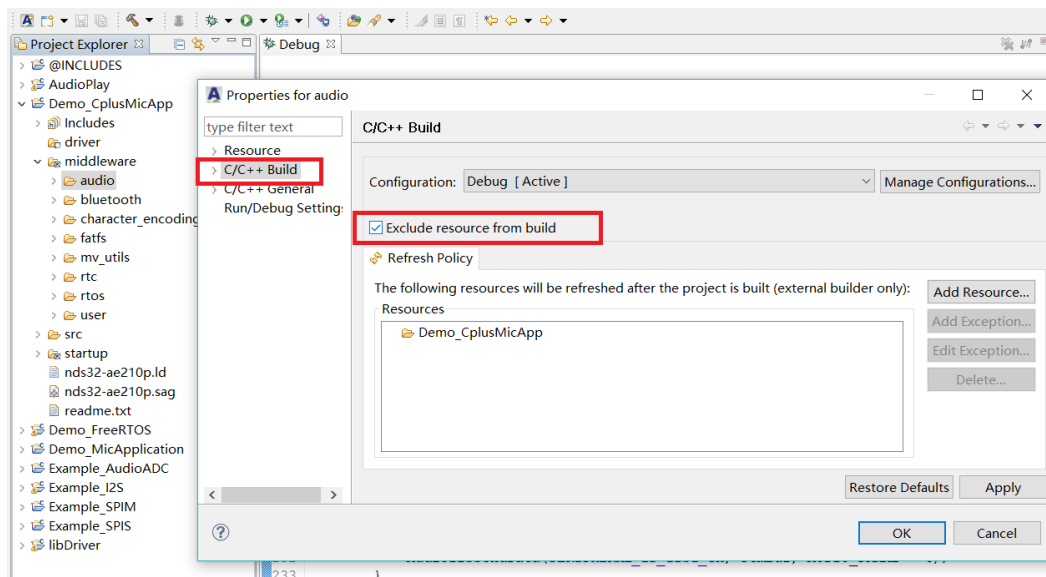 Project Explorer
Debug
@INCLUDES
AudioPlay
Demo_CplusMicApp
Includes
driver
middleware
audio
bluetooth
character_encoding
fatfs
mv_utils
rtc
rtos
user
src
startup
nds32-ae210p.ld
nds32-ae210p.sag
readme.txt
Demo_FreeRTOS
Demo_MicApplication
Example_AudioADC
Example_I2S
Example_SPIM
Example_SPIS
libDriver
Properties for audio
type filter text
Resource
C/C++ Build
C/C++ General
Run/Debug Settings
C/C++ Build
Configuration: Debug [ Active ]
Manage Configurations...
Exclude resource from build
Refresh Policy
The following resources will be refreshed after the project is built (external builder only):
Resources
Demo_CplusMicApp
Add Resource...
Add Exception...
Edit Exception...
Delete...
Restore Defaults
Apply
OK
Cancel
233
}